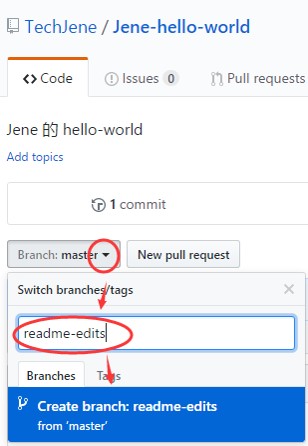 TechJene / Jene-hello-world
Code Issues 0 Pull requests
Jene 的 hello-world
Add topics
1 commit
Branch: master New pull request
Switch branches/tags
readme-edits
Branches Tags
Create branch: readme-edits
from ‘master’